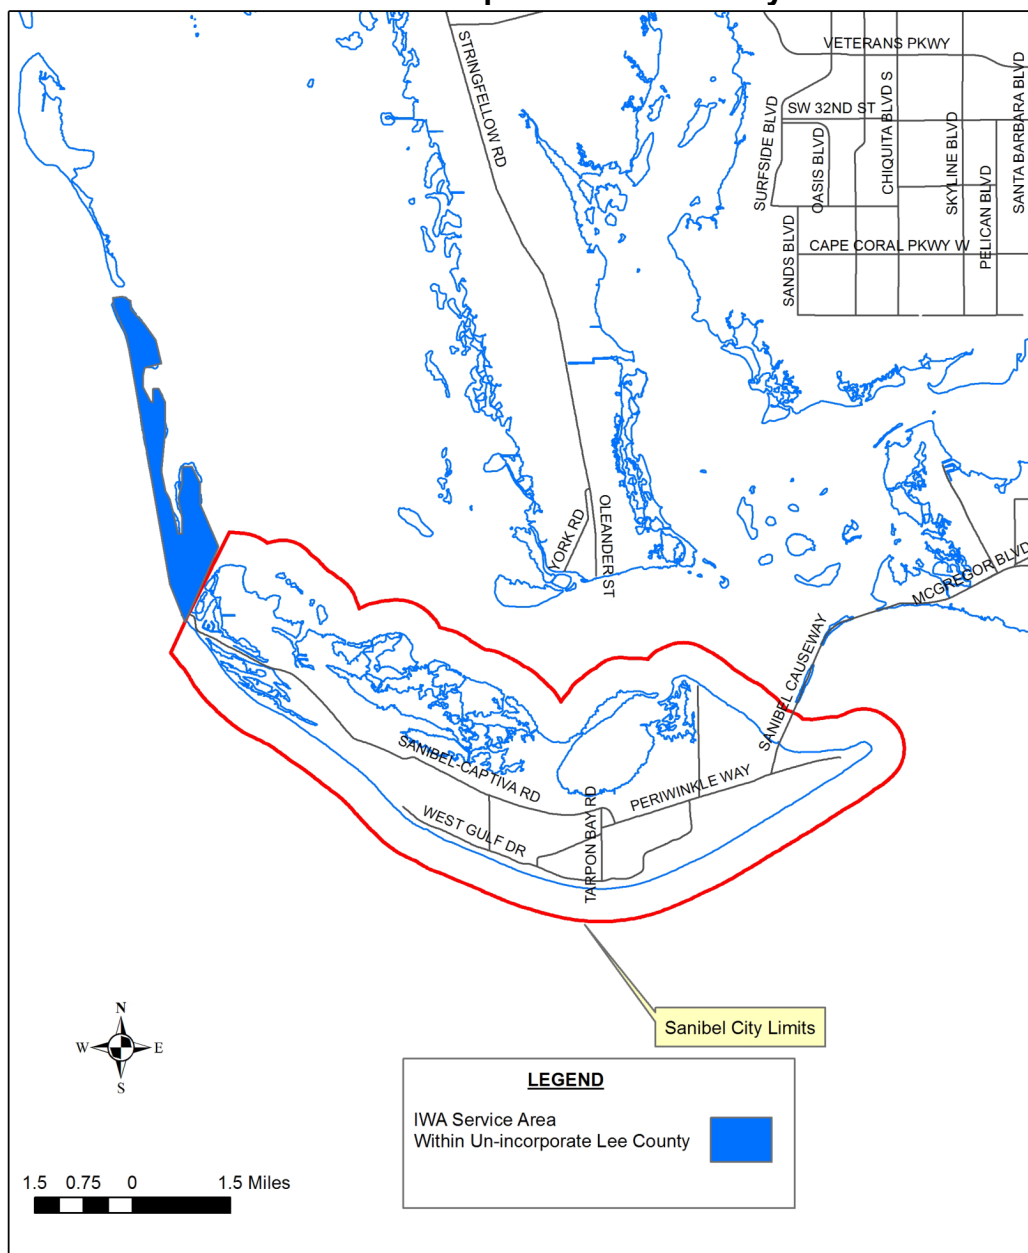 VETERANS PKWY
STRINGFELLOW RD
SW 32ND ST
SURFSIDE BLVD
OASIS BLVD
CHIQUITA BLVD S
SKYLINE BLVD
PELICAN BLVD
SANTA BARBARA BLVD
SANDS BLVD
CAPE CORAL PKWY W
YORK RD
OLEANDER ST
MCGREGOR BLVD
SANIBEL CAUSEWAY
SANIBEL-CAPTIVA RD
PERIWINKLE WAY
WEST GULF DR
TARPON BAY RD
Sanibel City Limits
N
W E
S
LEGEND
IWA Service Area
Within Un-incorporate Lee County
1.5 0.75 0 1.5 Miles